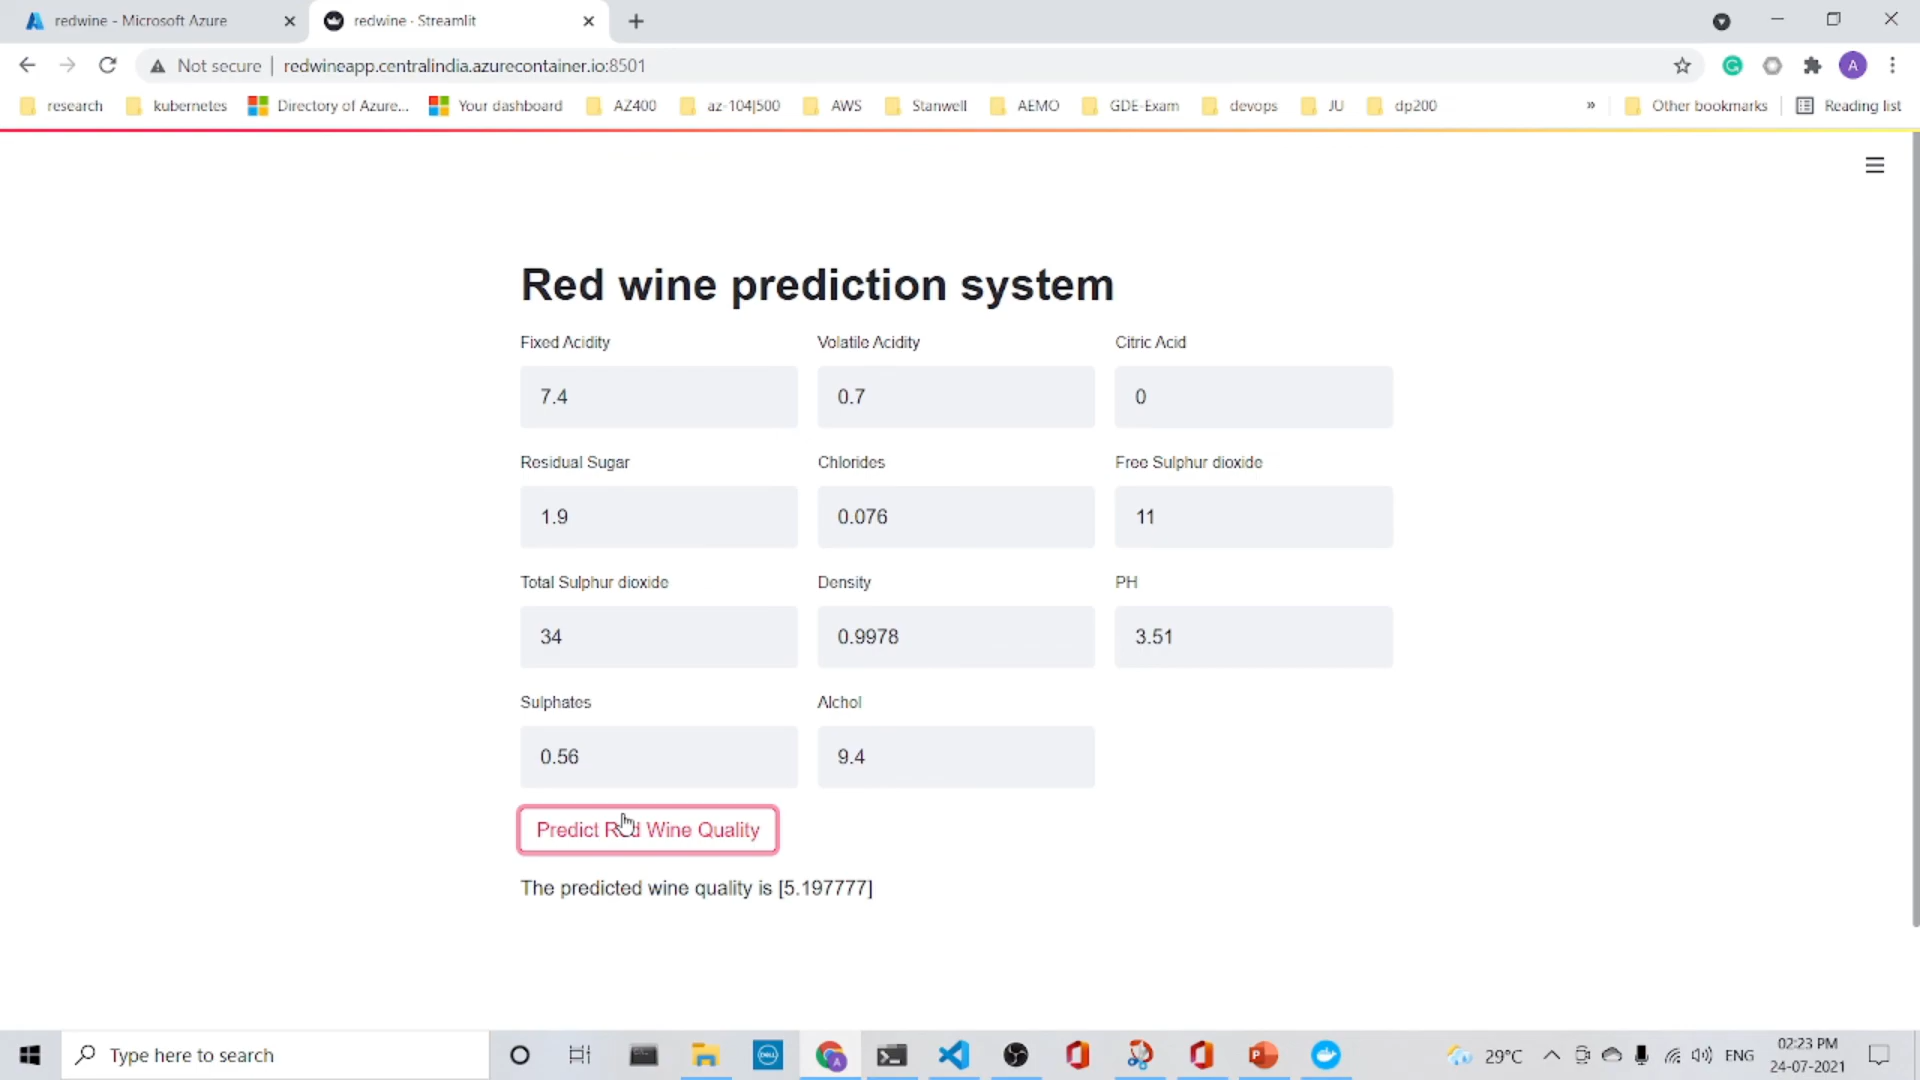 redwine - Microsoft Azure
redwine · Streamlit
Not secure | redwineapp.centralindia.azurecontainer.io:8501
A
research kubernetes Directory of Azure... Your dashboard AZ400 az-104|500 AWS Stanwell AEMO GDE-Exam devops JU dp200 » Other bookmarks Reading list
Red wine prediction system
Fixed Acidity Volatile Acidity Citric Acid
7.4 0.7 0
Residual Sugar Chlorides Free Sulphur dioxide
1.9 0.076 11
Total Sulphur dioxide Density PH
34 0.9978 3.51
Sulphates Alchol
0.56 9.4
Predict Red Wine Quality
The predicted wine quality is [5.197777]
Type here to search
DELL
29°C
ENG
02:23 PM
24-07-2021